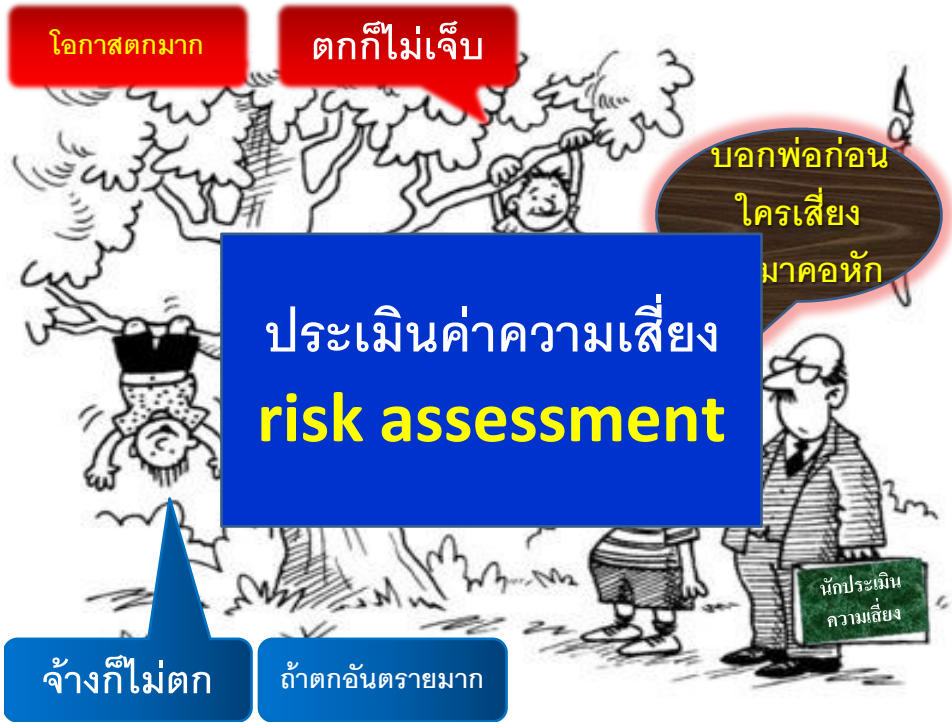 โอกาสตกมาก
ตกก็ไม่เจ็บ
บอกพ่อก่อน
ใครเสี่ยง
มาคอหัก
ประเมินค่าความเสี่ยง
risk assessment
นักประเมิน
ความเสี่ยง
จ้างก็ไม่ตก
ถ้าตกอันตรายมาก